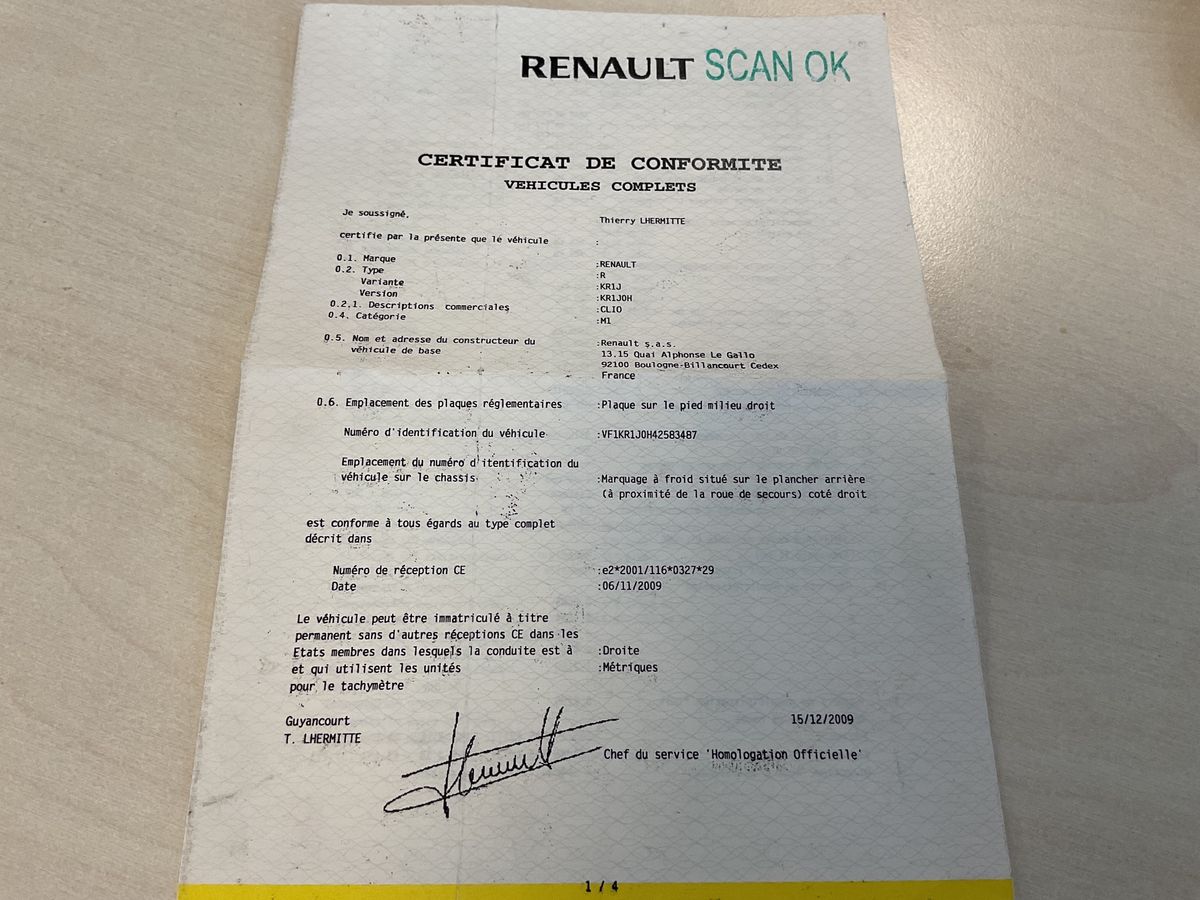 RENAULT SCAN OK
CERTIFICAT DE CONFORMITE
VEHICULES COMPLETS
Je soussigné, Thierry LHERMITTE
certifie par la présente que le véhicule :
0.1. Marque :RENAULT
0.2. Type :R
Variante :KR1J
Version :KR1J0H
0.2.1. Descriptions commerciales :CLIO
0.4. Catégorie :M1
0.5. Nom et adresse du constructeur du :Renault s.a.s.
véhicule de base 13.15 Quai Alphonse Le Gallo
92100 Boulogne-Billancourt Cedex
France
0.6. Emplacement des plaques réglementaires :Plaque sur le pied milieu droit
Numéro d'identification du véhicule :VF1KR1J0H42583487
Emplacement du numéro d'itentification du
véhicule sur le chassis :Marquage à froid situé sur le plancher arrière
(à proximité de la roue de secours) coté droit
est conforme à tous égards au type complet
décrit dans
Numéro de réception CE :e2*2001/116*0327*29
Date :06/11/2009
Le véhicule peut être immatriculé à titre
permanent sans d'autres réceptions CE dans les
Etats membres dans lesquels la conduite est à :Droite
et qui utilisent les unités :Métriques
pour le tachymètre
Guyancourt 15/12/2009
T. LHERMITTE
Chef du service 'Homologation Officielle'
1 / 4